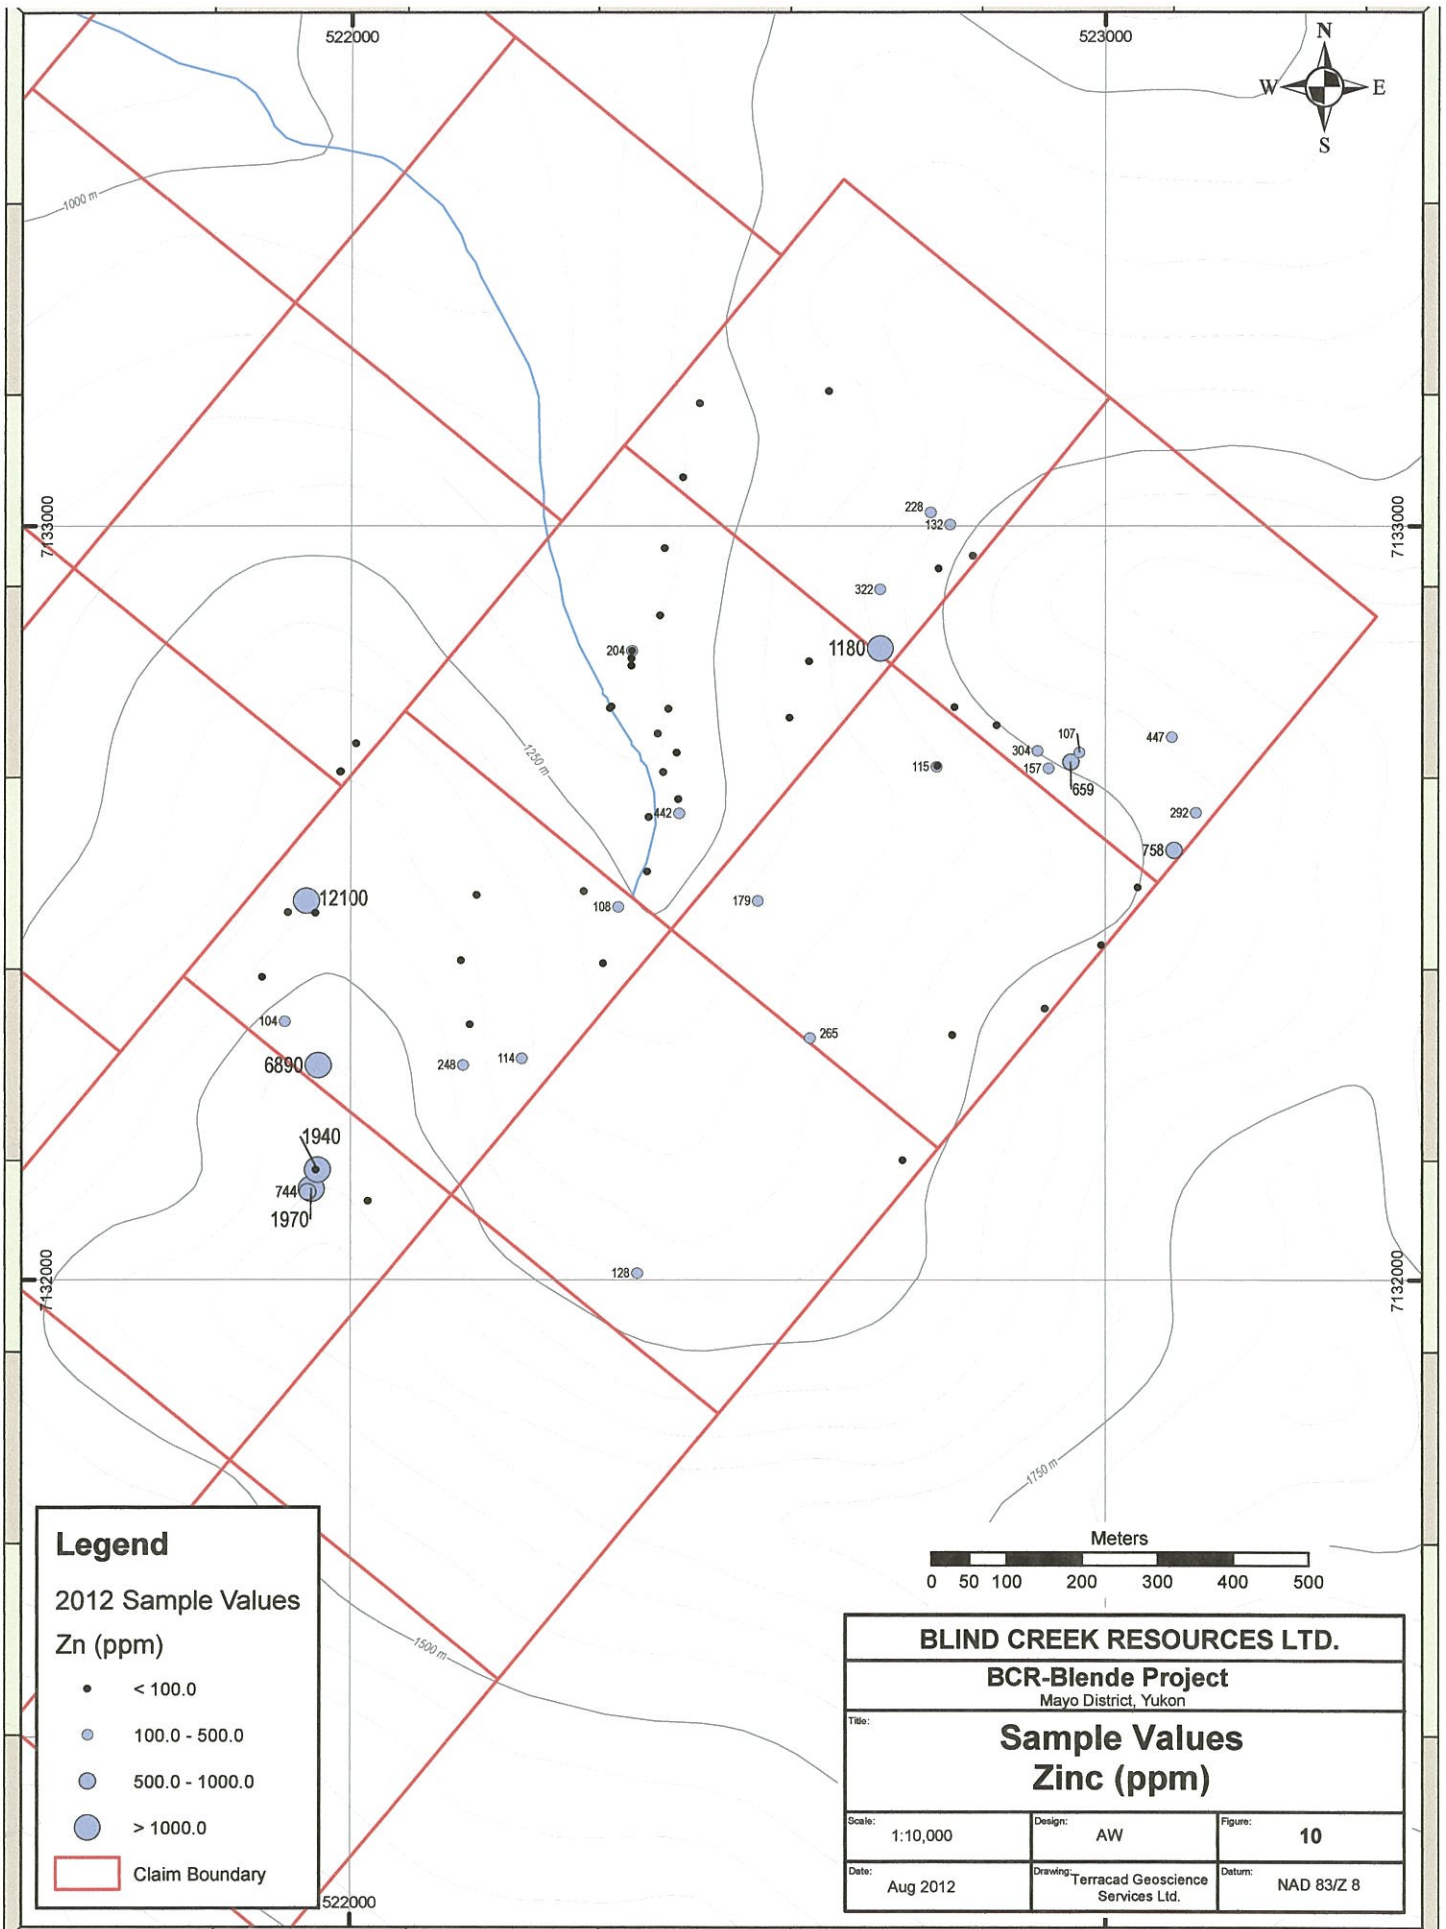 522000
523000
N
W
E
S
1000 m
7133000
7133000
228
132
322
1180
204
107
447
304
1250 m
115
157
659
442
292
758
12100
108
179
104
265
6890
248
114
1940
744
1970
128
7132000
7132000
1750 m
1500 m
Legend
2012 Sample Values
Zn (ppm)
< 100.0
100.0 - 500.0
500.0 - 1000.0
> 1000.0
Claim Boundary
522000
Meters
0 50 100 200 300 400 500
BLIND CREEK RESOURCES LTD.
BCR-Blende Project
Mayo District, Yukon
Title:
Sample Values
Zinc (ppm)
Scale:
1:10,000
Design:
AW
Figure:
10
Date:
Aug 2012
Drawing:
Terracad Geoscience
Services Ltd.
Datum:
NAD 83/Z 8